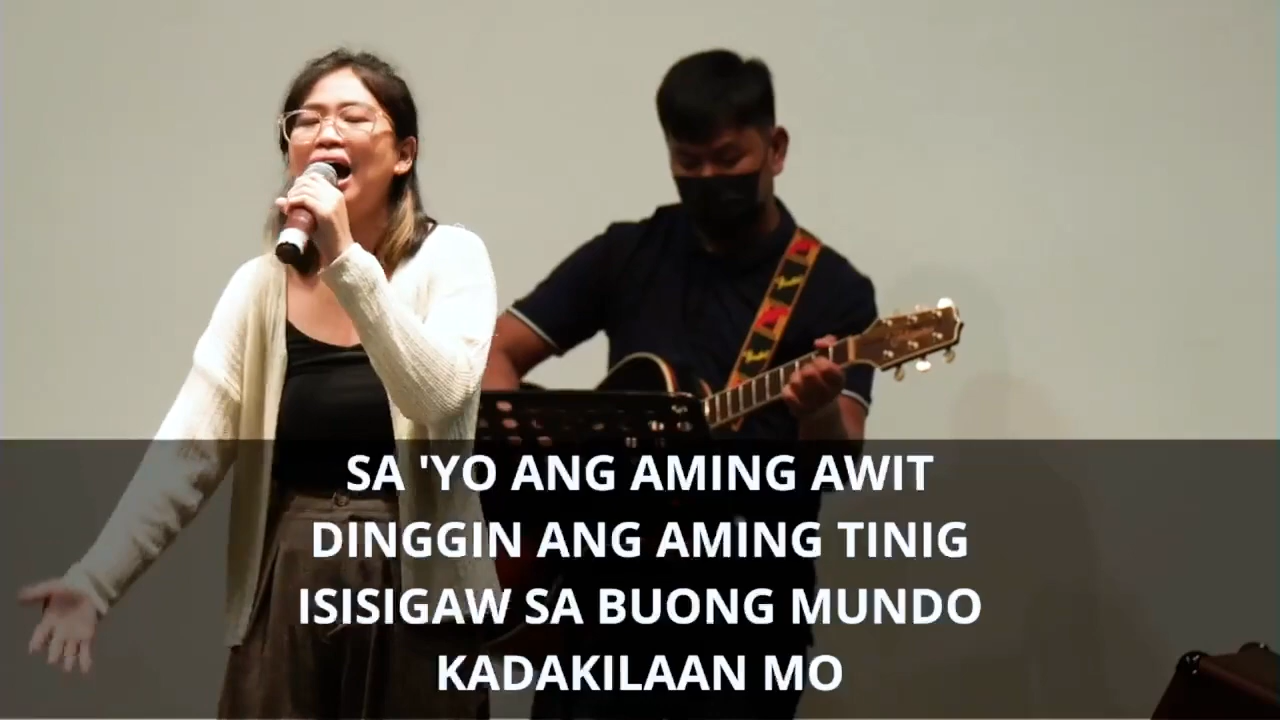 SA 'YO ANG AMING AWIT
DINGGIN ANG AMING TINIG
ISISIGAW SA BUONG MUNDO
KADAKILAAN MO